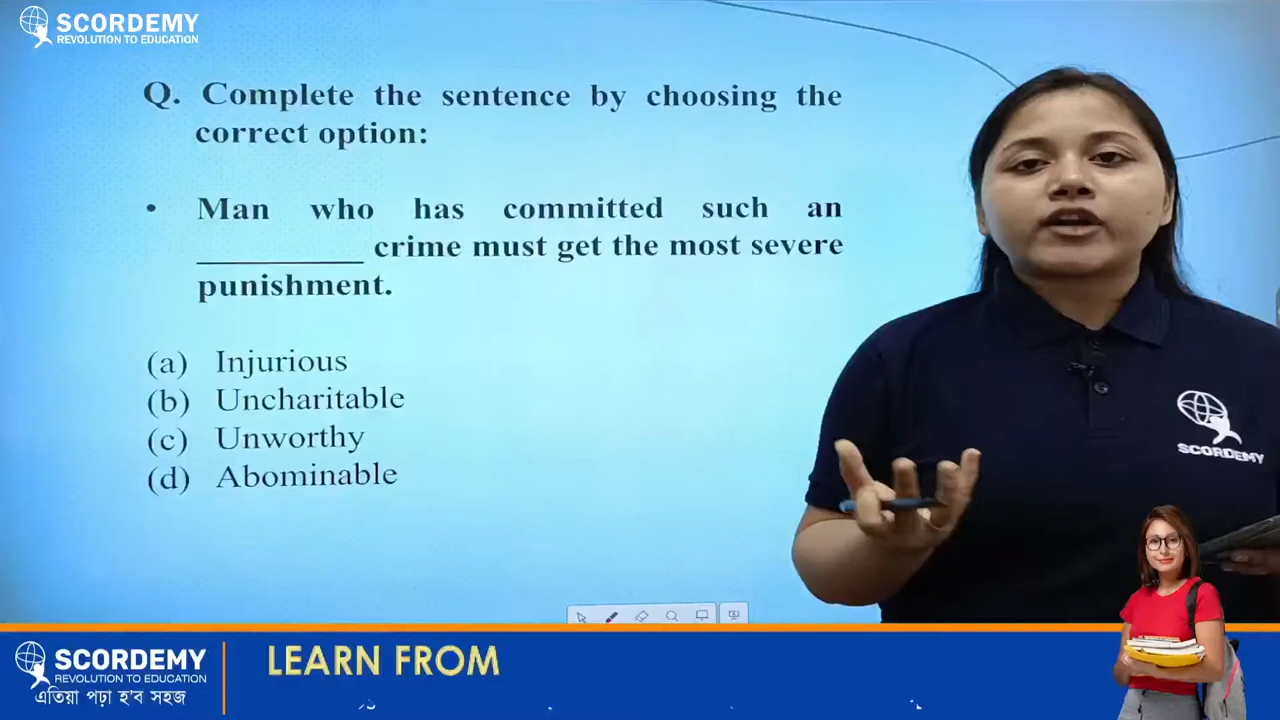 SCORDEMY
REVOLUTION TO EDUCATION
Q. Complete the sentence by choosing the
correct option:
• Man who has committed such an
__________ crime must get the most severe
punishment.
(a) Injurious
(b) Uncharitable
(c) Unworthy
(d) Abominable
SCORDEMY
SCORDEMY
REVOLUTION TO EDUCATION
এতিয়া পঢ়া হ'ব সহজ
LEARN FROM